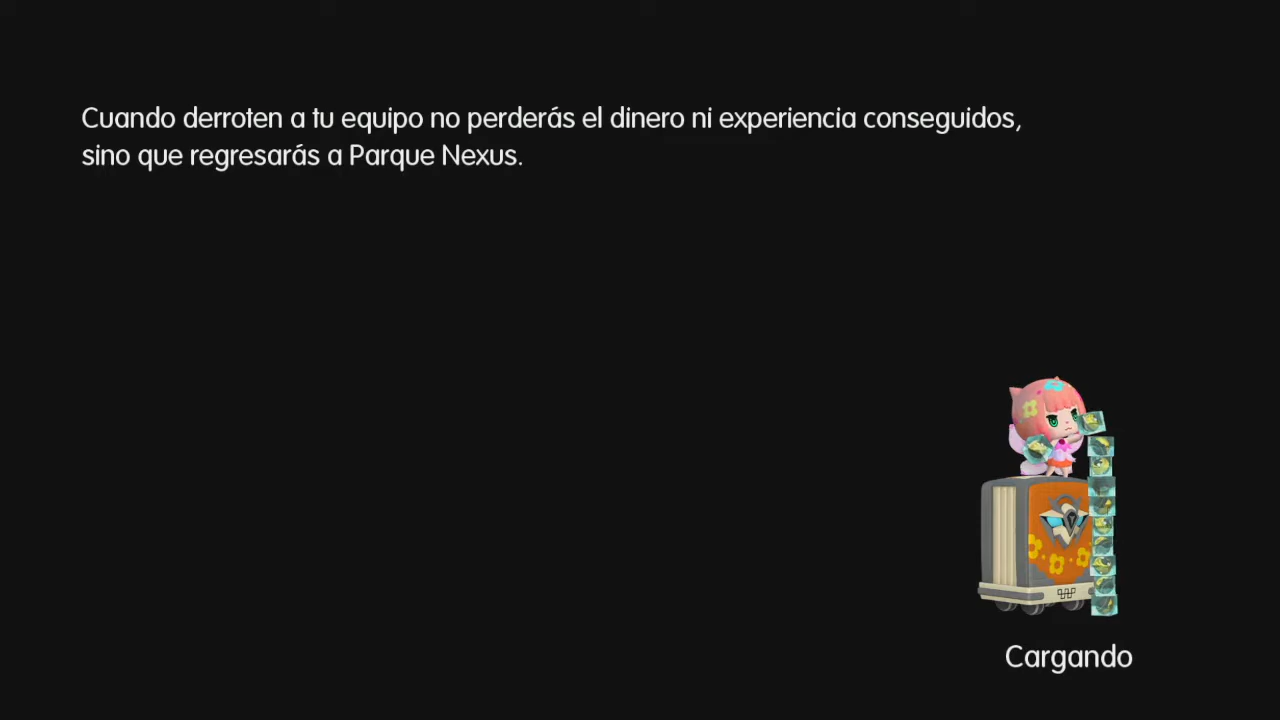 Cuando derroten a tu equipo no perderás el dinero ni experiencia conseguidos,
sino que regresarás a Parque Nexus.
Cargando